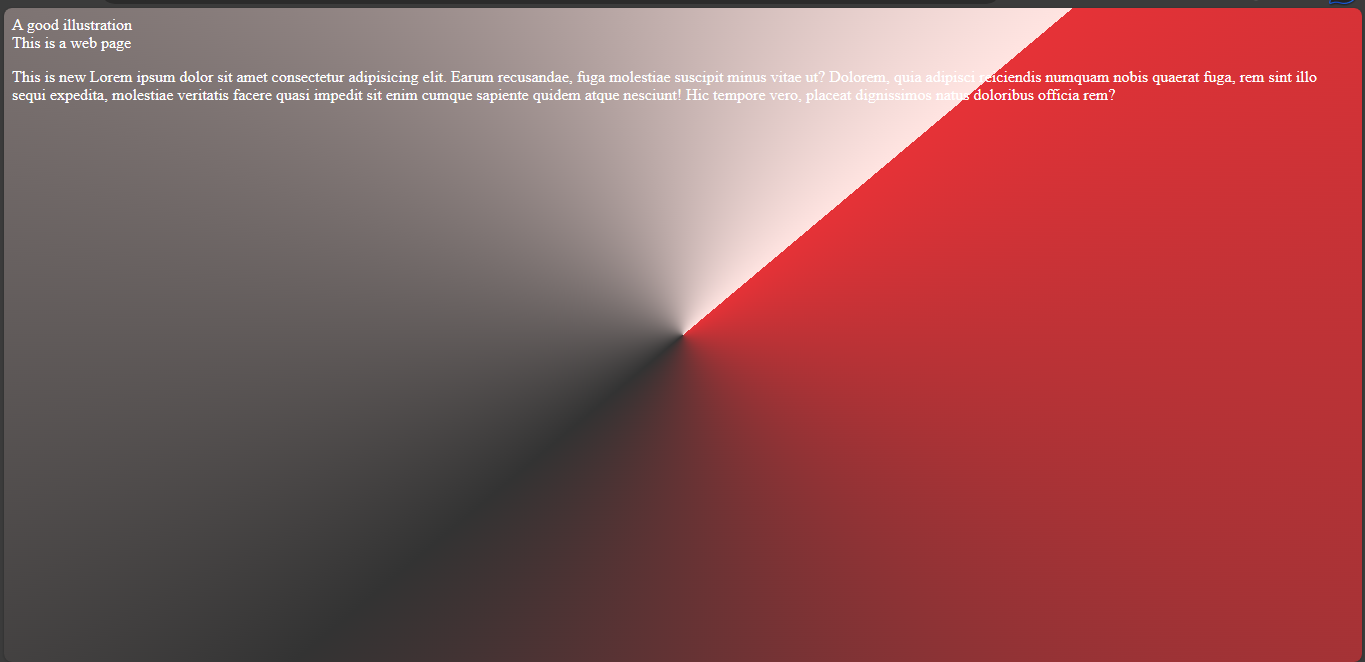 A good illustration
This is a web page
This is new Lorem ipsum dolor sit amet consectetur adipisicing elit. Earum recusandae, fuga molestiae suscipit minus vitae ut? Dolorem, quia adipisci reiciendis numquam nobis quaerat fuga, rem sint illo
sequi expedita, molestiae veritatis facere quasi impedit sit enim cumque sapiente quidem atque nesciunt! Hic tempore vero, placeat dignissimos natus doloribus officia rem?